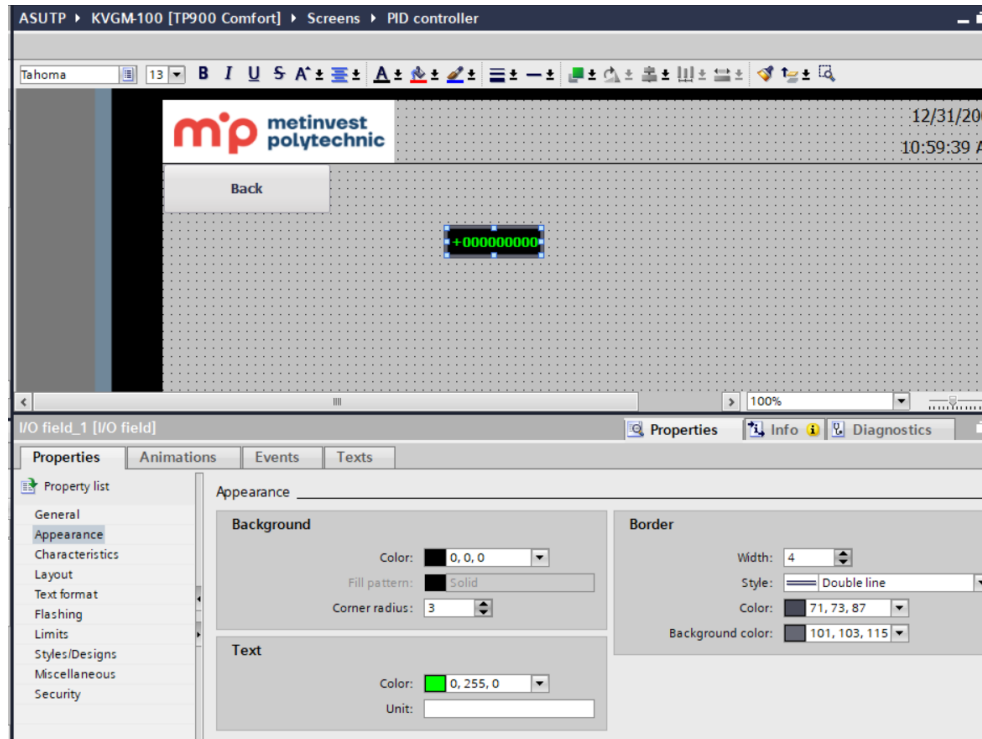 ASUTP ▸ KVGM-100 [TP900 Comfort] ▸ Screens ▸ PID controller
Tahoma 13 B I U S A A
metinvest
polytechnic
12/31/20
10:59:39 A
Back
+000000000
100%
I/O field_1 [I/O field]
Properties Info Diagnostics
Properties Animations Events Texts
Property list
General
Appearance
Characteristics
Layout
Text format
Flashing
Limits
Styles/Designs
Miscellaneous
Security
Appearance
Background
Color: 0, 0, 0
Fill pattern: Solid
Corner radius: 3
Text
Color: 0, 255, 0
Unit:
Border
Width: 4
Style: Double line
Color: 71, 73, 87
Background color: 101, 103, 115